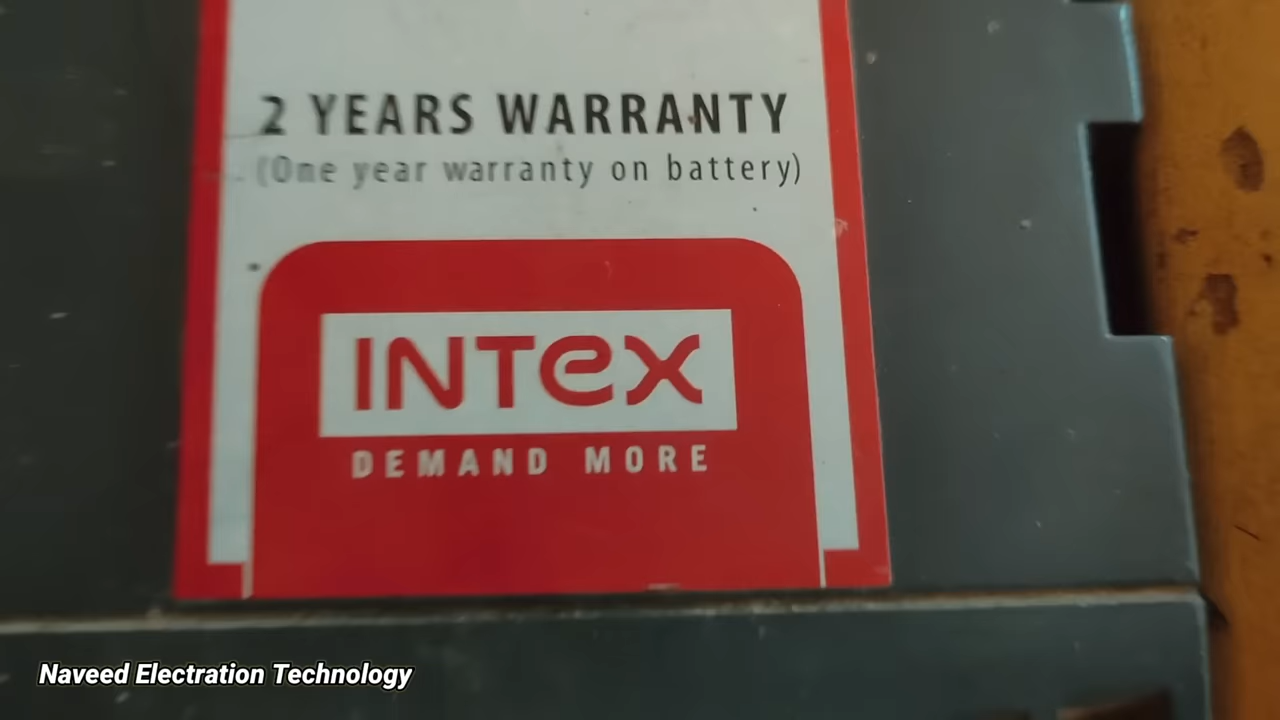 2 YEARS WARRANTY
(One year warranty on battery)
INTEX
DEMAND MORE
Naveed Electration Technology